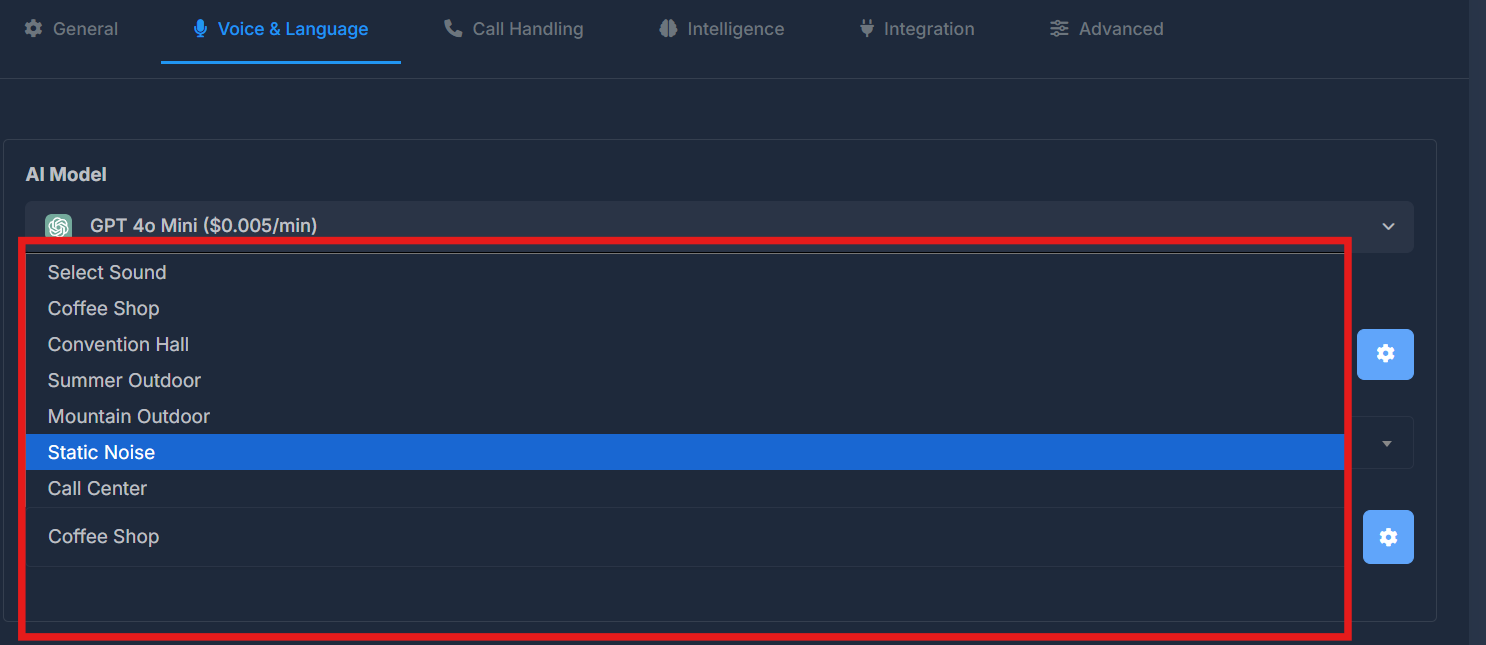 General
Voice & Language
Call Handling
Intelligence
Integration
Advanced
AI Model
GPT 4o Mini ($0.005/min)
Select Sound
Coffee Shop
Convention Hall
Summer Outdoor
Mountain Outdoor
Static Noise
Call Center
Coffee Shop